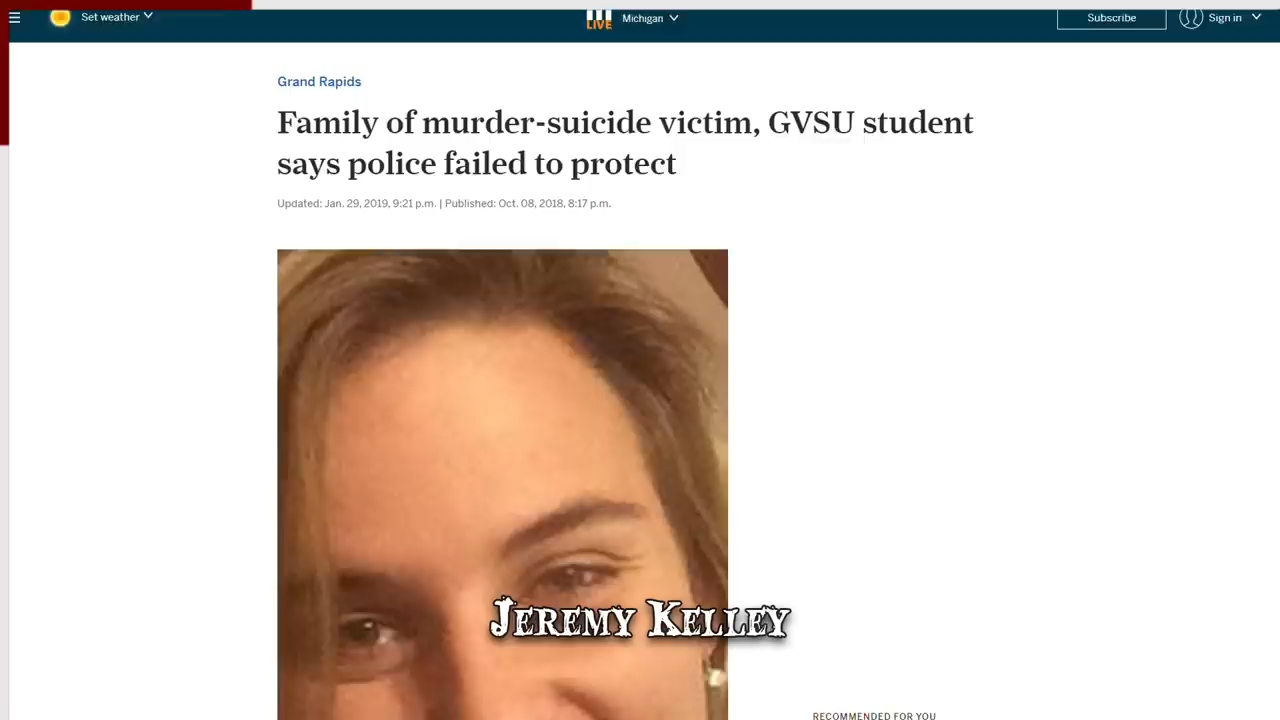 Set weather
LIVE
Michigan
Subscribe
Sign in
Grand Rapids
Family of murder-suicide victim, GVSU student
says police failed to protect
Updated: Jan. 29, 2019, 9:21 p.m. | Published: Oct. 08, 2018, 8:17 p.m.
Jeremy Kelley
RECOMMENDED FOR YOU